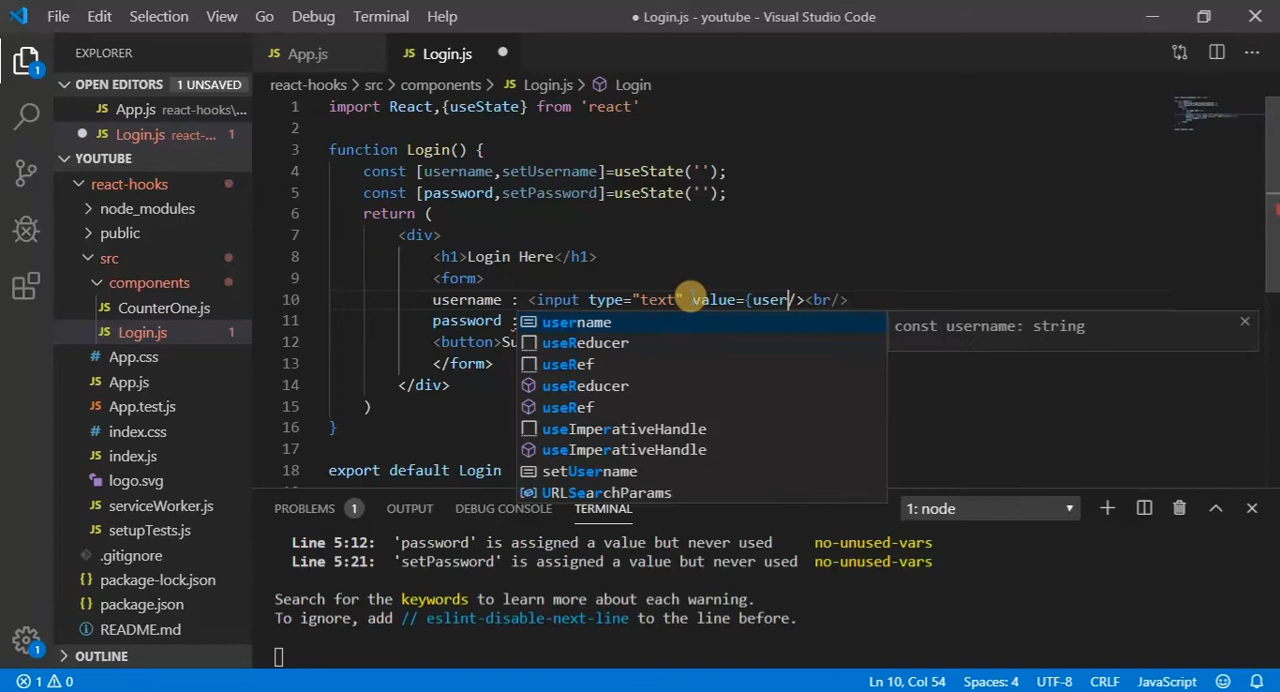 File Edit Selection View Go Debug Terminal Help ● Login.js - youtube - Visual Studio Code
EXPLORER
OPEN EDITORS 1 UNSAVED
JS App.js react-hooks\...
JS Login.js react-... 1
YOUTUBE
react-hooks
node_modules
public
src
components
JS CounterOne.js
JS Login.js 1
# App.css
JS App.js
JS App.test.js
# index.css
JS index.js
logo.svg
JS serviceWorker.js
JS setupTests.js
.gitignore
{} package-lock.json
{} package.json
README.md
OUTLINE
1
1
JS App.js JS Login.js
react-hooks > src > components > JS Login.js > Login
1 import React,{useState} from 'react'
2
3 function Login() {
4 const [username,setUsername]=useState('');
5 const [password,setPassword]=useState('');
6 return (
7 <div>
8 <h1>Login Here</h1>
9 <form>
10 username : <input type="text" value={user/><br/>
11 password :
12 <button>Su
13 </form>
14 </div>
15 )
16 }
17
18 export default Login
username
useReducer
useRef
useReducer
useRef
useImperativeHandle
useImperativeHandle
setUsername
URLSearchParams
const username: string
PROBLEMS 1 OUTPUT DEBUG CONSOLE TERMINAL 1: node
Line 5:12: 'password' is assigned a value but never used no-unused-vars
Line 5:21: 'setPassword' is assigned a value but never used no-unused-vars
Search for the keywords to learn more about each warning.
To ignore, add // eslint-disable-next-line to the line before.
1 0 Ln 10, Col 54 Spaces: 4 UTF-8 CRLF JavaScript